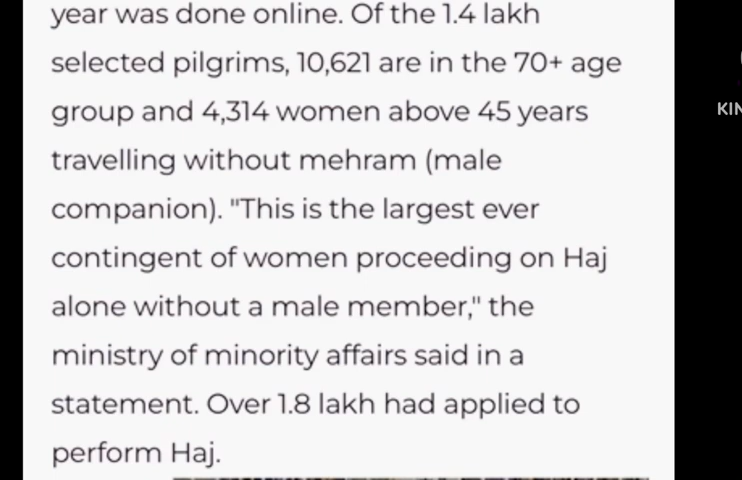 year was done online. Of the 1.4 lakh
selected pilgrims, 10,621 are in the 70+ age
group and 4,314 women above 45 years
travelling without mehram (male
companion). "This is the largest ever
contingent of women proceeding on Haj
alone without a male member," the
ministry of minority affairs said in a
statement. Over 1.8 lakh had applied to
perform Haj.